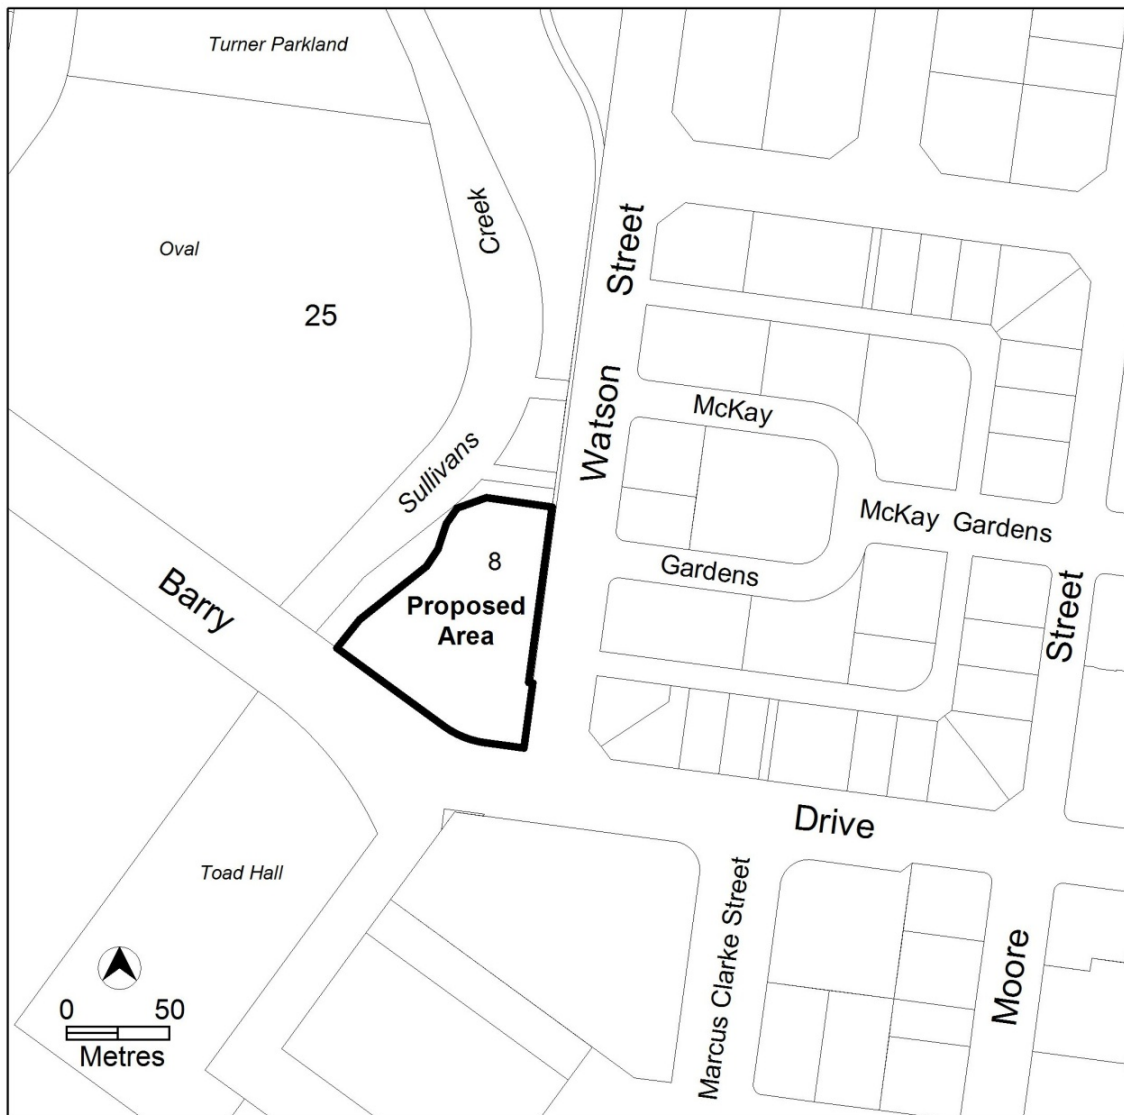 Turner Parkland
Creek
Street
Oval
25
Watson
McKay
Sullivans
McKay Gardens
8
Gardens
Barry
Proposed
Area
Street
Drive
Toad Hall
Marcus Clarke Street
Moore
0 50
Metres